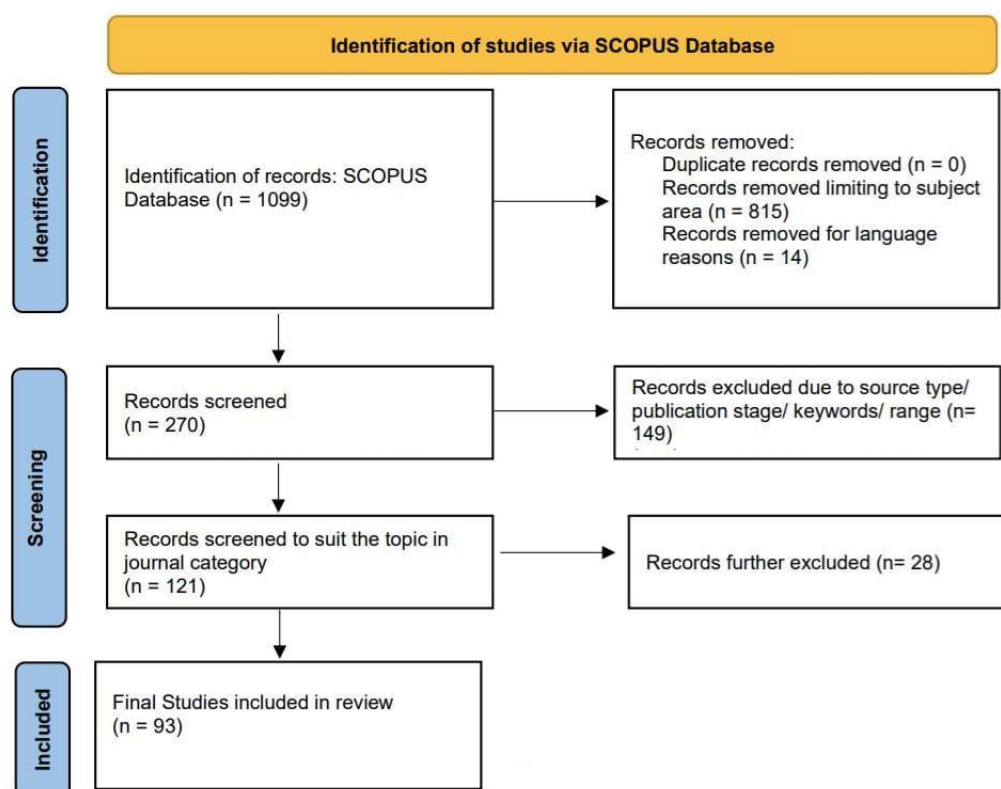 Identification of studies via SCOPUS Database
Identification
Identification of records: SCOPUS
Database (n = 1099)
Records removed:
Duplicate records removed (n = 0)
Records removed limiting to subject
area (n = 815)
Records removed for language
reasons (n = 14)
Screening
Records screened
(n = 270)
Records excluded due to source type/
publication stage/ keywords/ range (n=
149)
Records screened to suit the topic in
journal category
(n = 121)
Records further excluded (n= 28)
Included
Final Studies included in review
(n = 93)